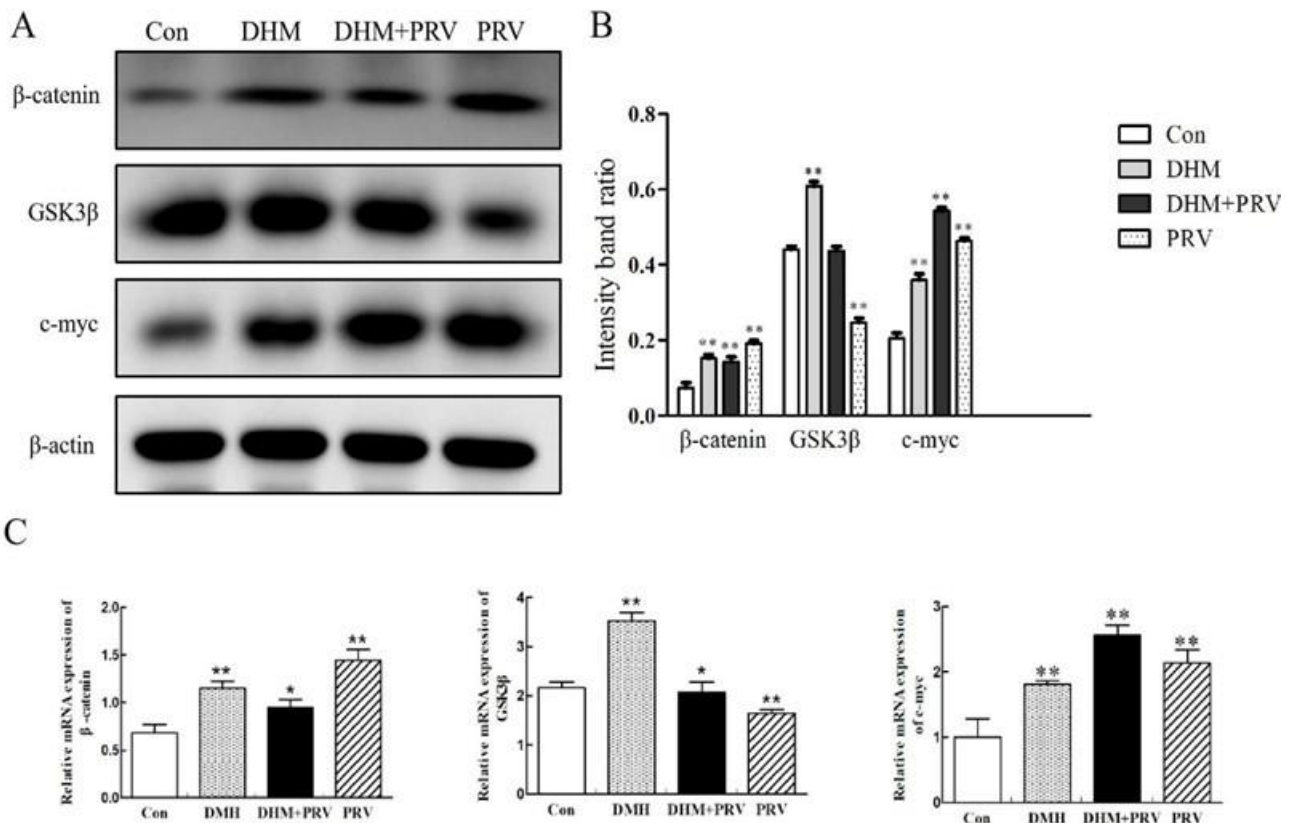 A
Con DHM DHM+PRV PRV
β-catenin
GSK3β
c-myc
β-actin
B
Intensity band ratio
0.8
0.6
0.4
0.2
0.0
** ** **
** **
** ** **
β-catenin GSK3β c-myc
Con
DHM
DHM+PRV
PRV
C
Relative mRNA expression of
β -catenin
2.0
1.5
1.0
0.5
0.0
** * **
Con DMH DHM+PRV PRV
Relative mRNA expression of
GSK3β
4
3
2
1
0
** * **
Con DMH DHM+PRV PRV
Relative mRNA expression
of c-myc
3
2
1
0
** ** **
Con DMH DHM+PRV PRV